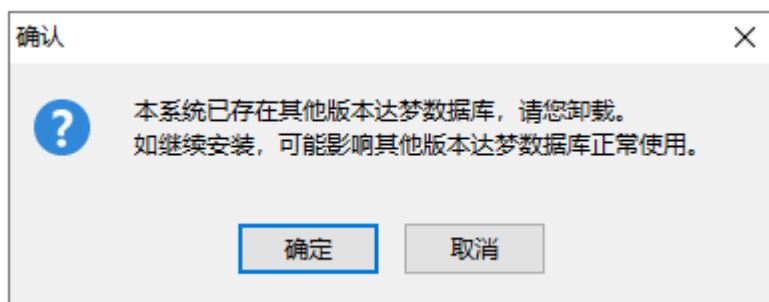 确认
本系统已存在其他版本达梦数据库，请您卸载。
如继续安装，可能影响其他版本达梦数据库正常使用。
确定
取消